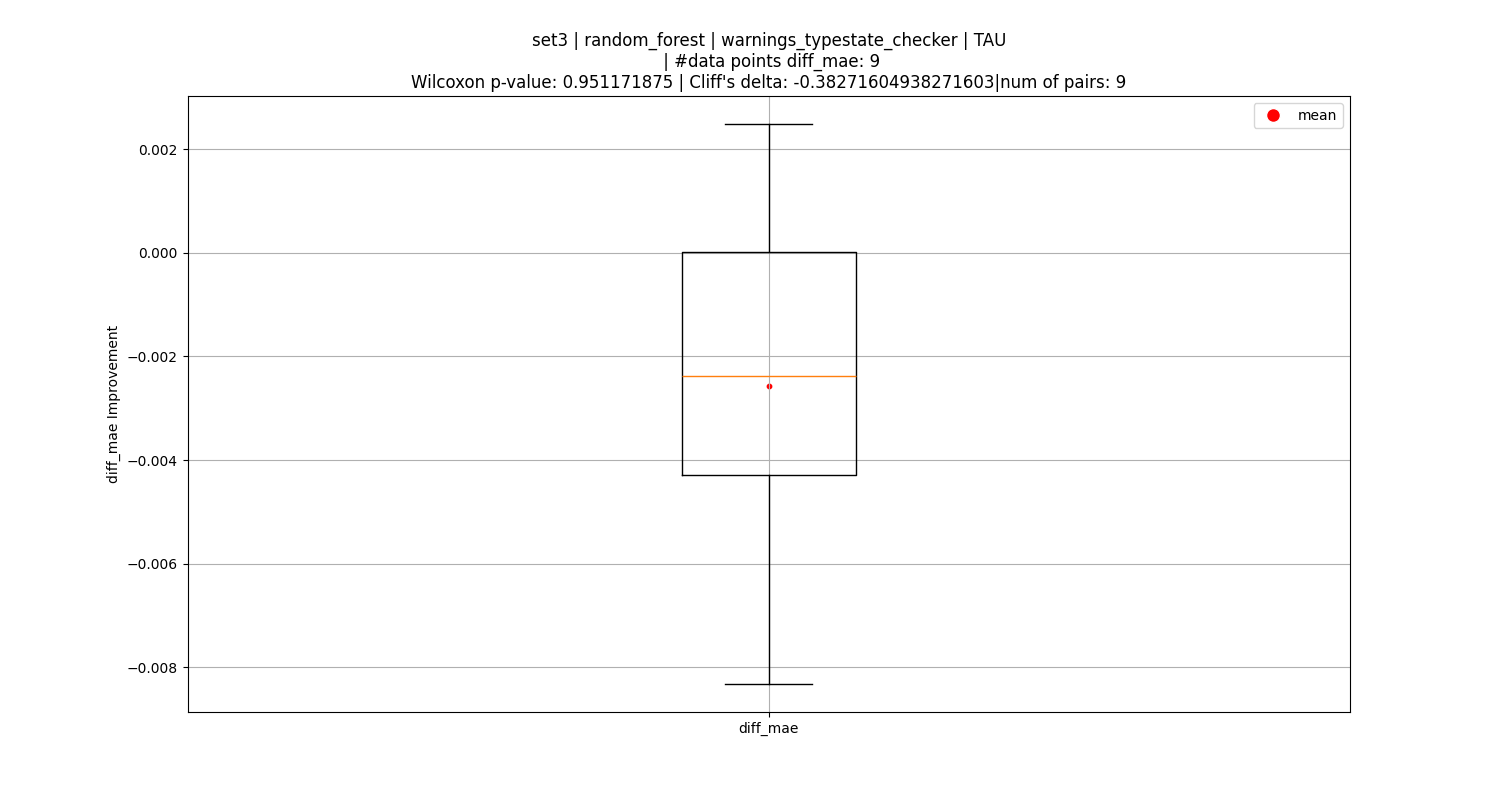 set3 | random_forest | warnings_typestate_checker | TAU
| #data points diff_mae: 9
Wilcoxon p-value: 0.951171875 | Cliff's delta: -0.38271604938271603|num of pairs: 9
mean
0.002
0.000
−0.002
−0.004
−0.006
−0.008
diff_mae Improvement
diff_mae